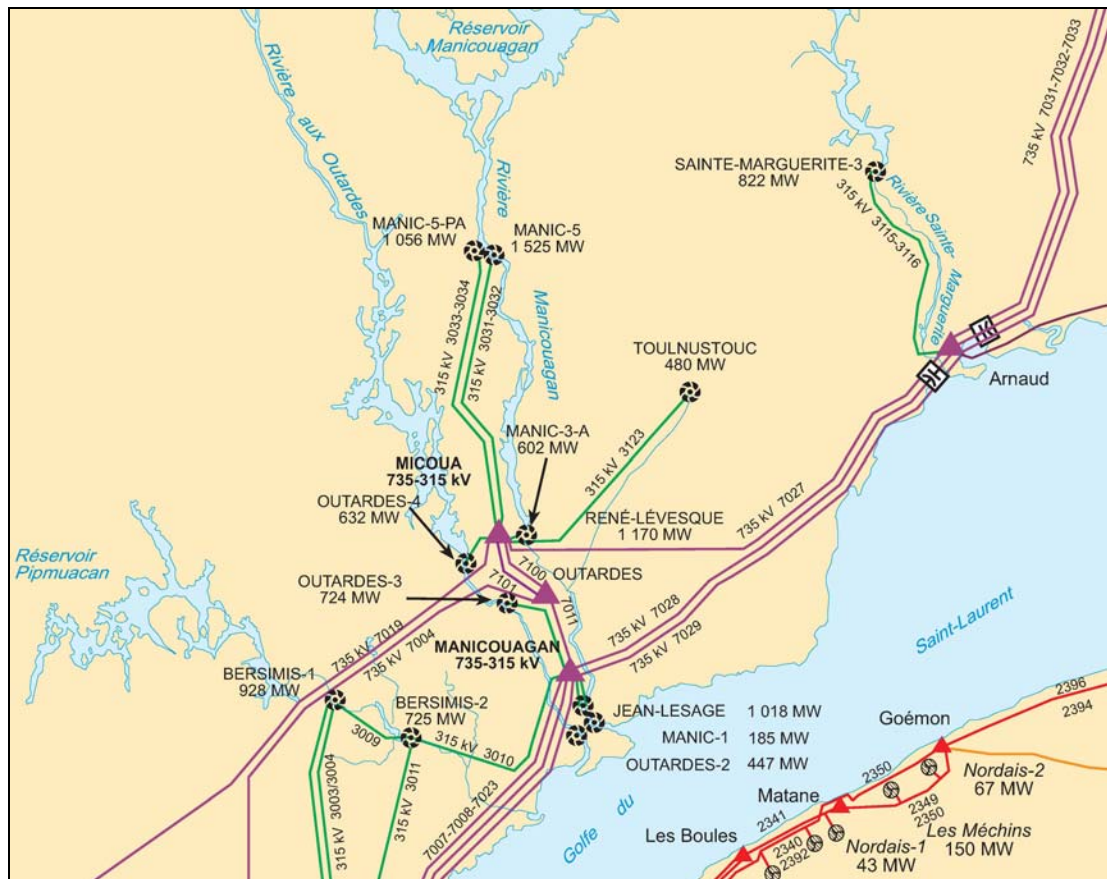 Réservoir
Manicouagan
Rivière aux Outardes
Rivière
Manicouagan
735 kV 7031-7032-7033
SAINTE-MARGUERITE-3
822 MW
315 kV 3115-3116
Rivière Sainte-
Marguerite
MANIC-5-PA
1 056 MW
MANIC-5
1 525 MW
315 kV 3033-3034
315 kV 3031-3032
TOULNUSTOUC
480 MW
Arnaud
MANIC-3-A
602 MW
315 kV 3123
MICOUA
735-315 kV
OUTARDES-4
632 MW
RENÉ-LÉVESQUE
1 170 MW
735 kV 7027
Réservoir
Pipmuacan
OUTARDES-3
724 MW
7100
7101
OUTARDES
7011
735 kV 7028
735 kV 7029
MANICOUAGAN
735-315 kV
735 kV 7019
735 kV 7004
BERSIMIS-1
928 MW
BERSIMIS-2
725 MW
3009
315 kV 3010
315 kV 3011
315 kV 3003/3004
7007-7008-7023
JEAN-LESAGE 1 018 MW
MANIC-1 185 MW
OUTARDES-2 447 MW
Golfe du Saint-Laurent
2396
2394
Goémon
2350
Nordais-2
67 MW
Matane
2349
2350
2341
Les Boules
2340
2392
Nordais-1
43 MW
Les Méchins
150 MW